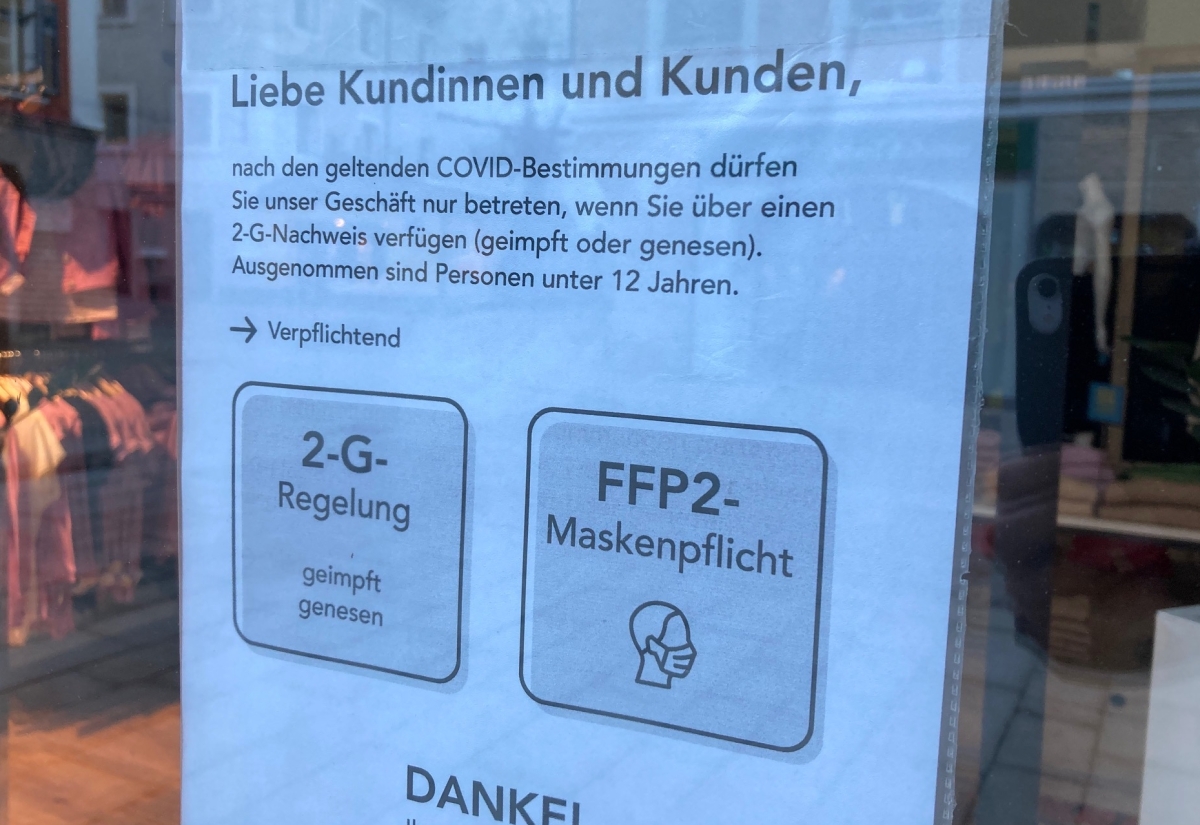 Liebe Kundinnen und Kunden,
nach den geltenden COVID-Bestimmungen dürfen
Sie unser Geschäft nur betreten, wenn Sie über einen
2-G-Nachweis verfügen (geimpft oder genesen).
Ausgenommen sind Personen unter 12 Jahren.
→ Verpflichtend
2-G-
Regelung
geimpft
genesen
FFP2-
Maskenpflicht
DANKE!